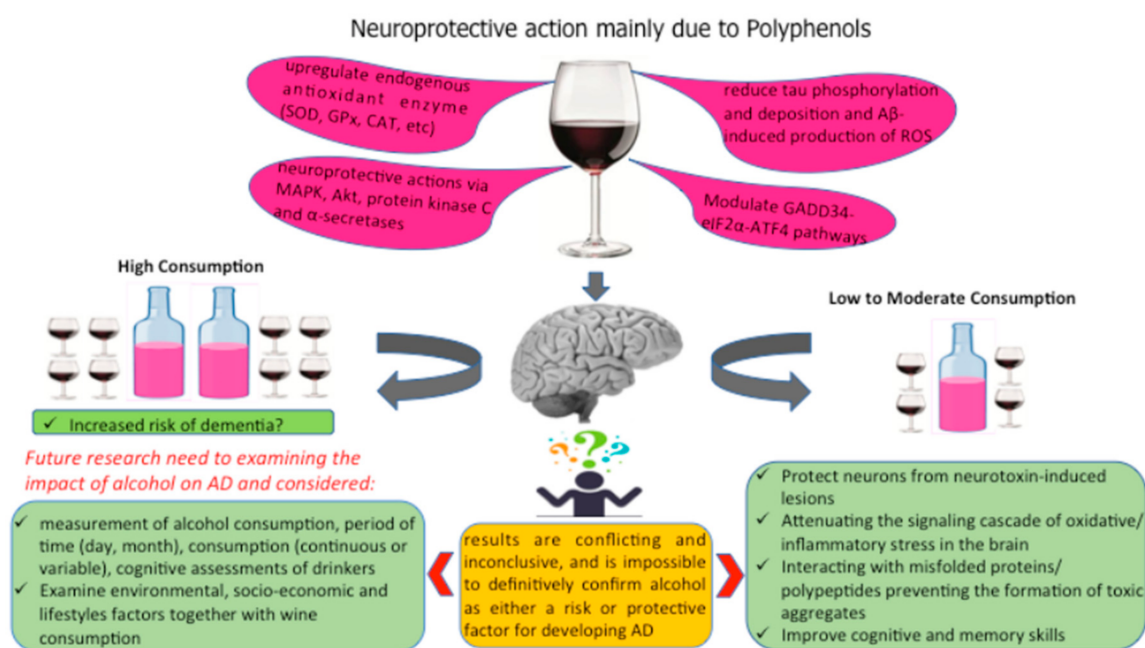 Neuroprotective action mainly due to Polyphenols
upregulate endogenous
antioxidant enzyme
(SOD, GPx, CAT, etc)
reduce tau phosphorylation
and deposition and Aβ-
induced production of ROS
neuroprotective actions via
MAPK, Akt, protein kinase C
and α-secretases
Modulate GADD34-
eIF2α-ATF4 pathways
High Consumption
Low to Moderate Consumption
✓ Increased risk of dementia?
Future research need to examining the
impact of alcohol on AD and considered:
✓ measurement of alcohol consumption, period of
time (day, month), consumption (continuous or
variable), cognitive assessments of drinkers
✓ Examine environmental, socio-economic and
lifestyles factors together with wine
consumption
???
results are conflicting and
inconclusive, and is impossible
to definitively confirm alcohol
as either a risk or protective
factor for developing AD
✓ Protect neurons from neurotoxin-induced
lesions
✓ Attenuating the signaling cascade of oxidative/
inflammatory stress in the brain
✓ Interacting with misfolded proteins/
polypeptides preventing the formation of toxic
aggregates
✓ Improve cognitive and memory skills